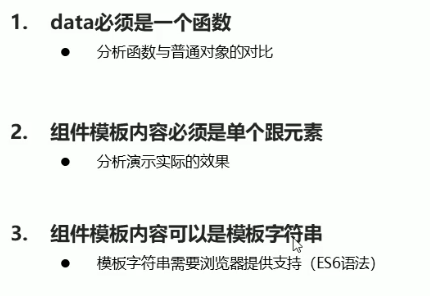 1. data必须是一个函数
● 分析函数与普通对象的对比
2. 组件模板内容必须是单个跟元素
● 分析演示实际的效果
3. 组件模板内容可以是模板字符串
● 模板字符串需要浏览器提供支持（ES6语法）